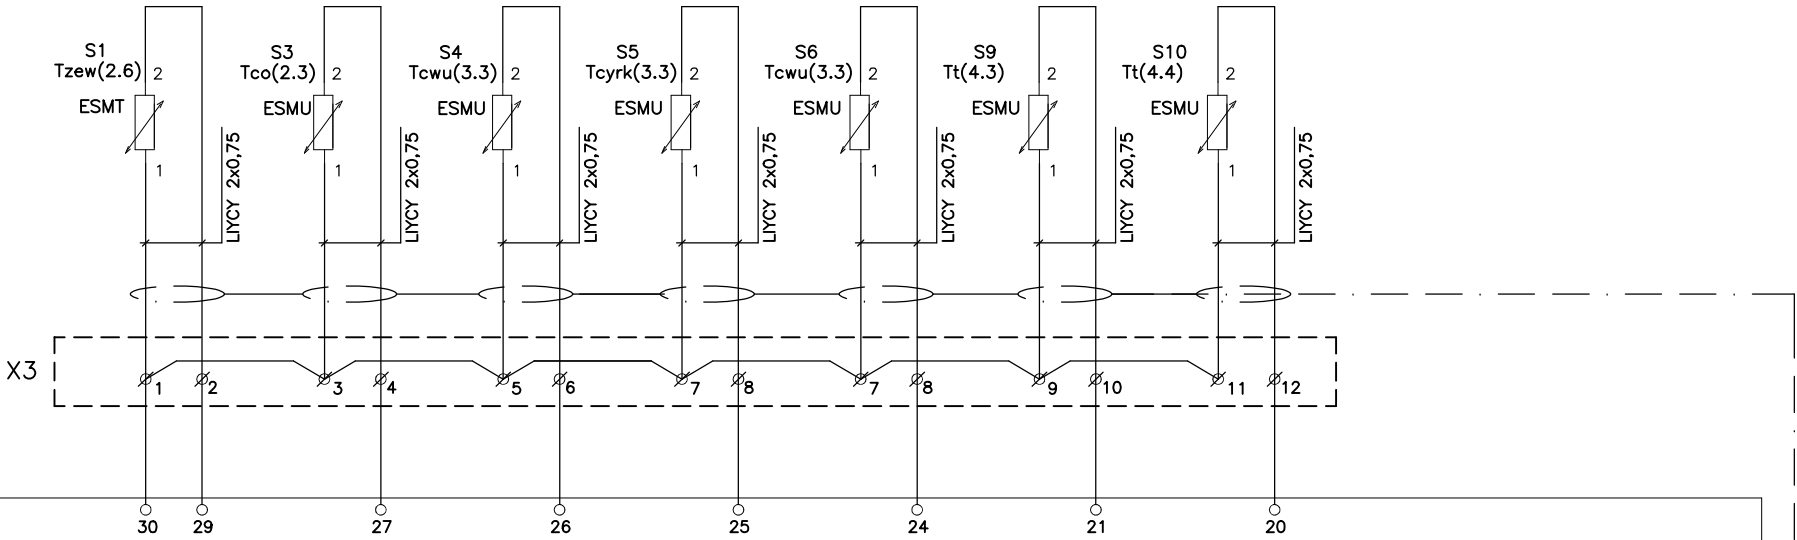 S1 S3 S4 S5 S6 S9 S10
Tzew(2.6) 2 Tco(2.3) 2 Tcwu(3.3) 2 Tcyrk(3.3) 2 Tcwu(3.3) 2 Tt(4.3) 2 Tt(4.4) 2
ESMT ESMU ESMU ESMU ESMU ESMU ESMU
1 1 1 1 1 1 1
LIYCY 2x0,75 LIYCY 2x0,75 LIYCY 2x0,75 LIYCY 2x0,75 LIYCY 2x0,75 LIYCY 2x0,75 LIYCY 2x0,75
X3 1 2 3 4 5 6 7 8 7 8 9 10 11 12
30 29 27 26 25 24 21 20